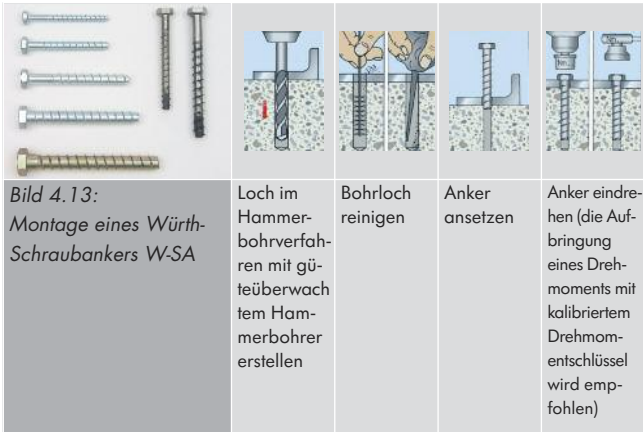 Bild 4.13:
Montage eines Würth-
Schraubankers W-SA
Loch im
Hammer-
bohrverfah-
ren mit gü-
teüberwach
tem Ham-
merbohrer
erstellen
Bohrloch
reinigen
Anker
ansetzen
Anker eindre-
hen (die Auf-
bringung
eines Dreh-
moments mit
kalibriertem
Drehmom-
entschlüssel
wird emp-
fohlen)